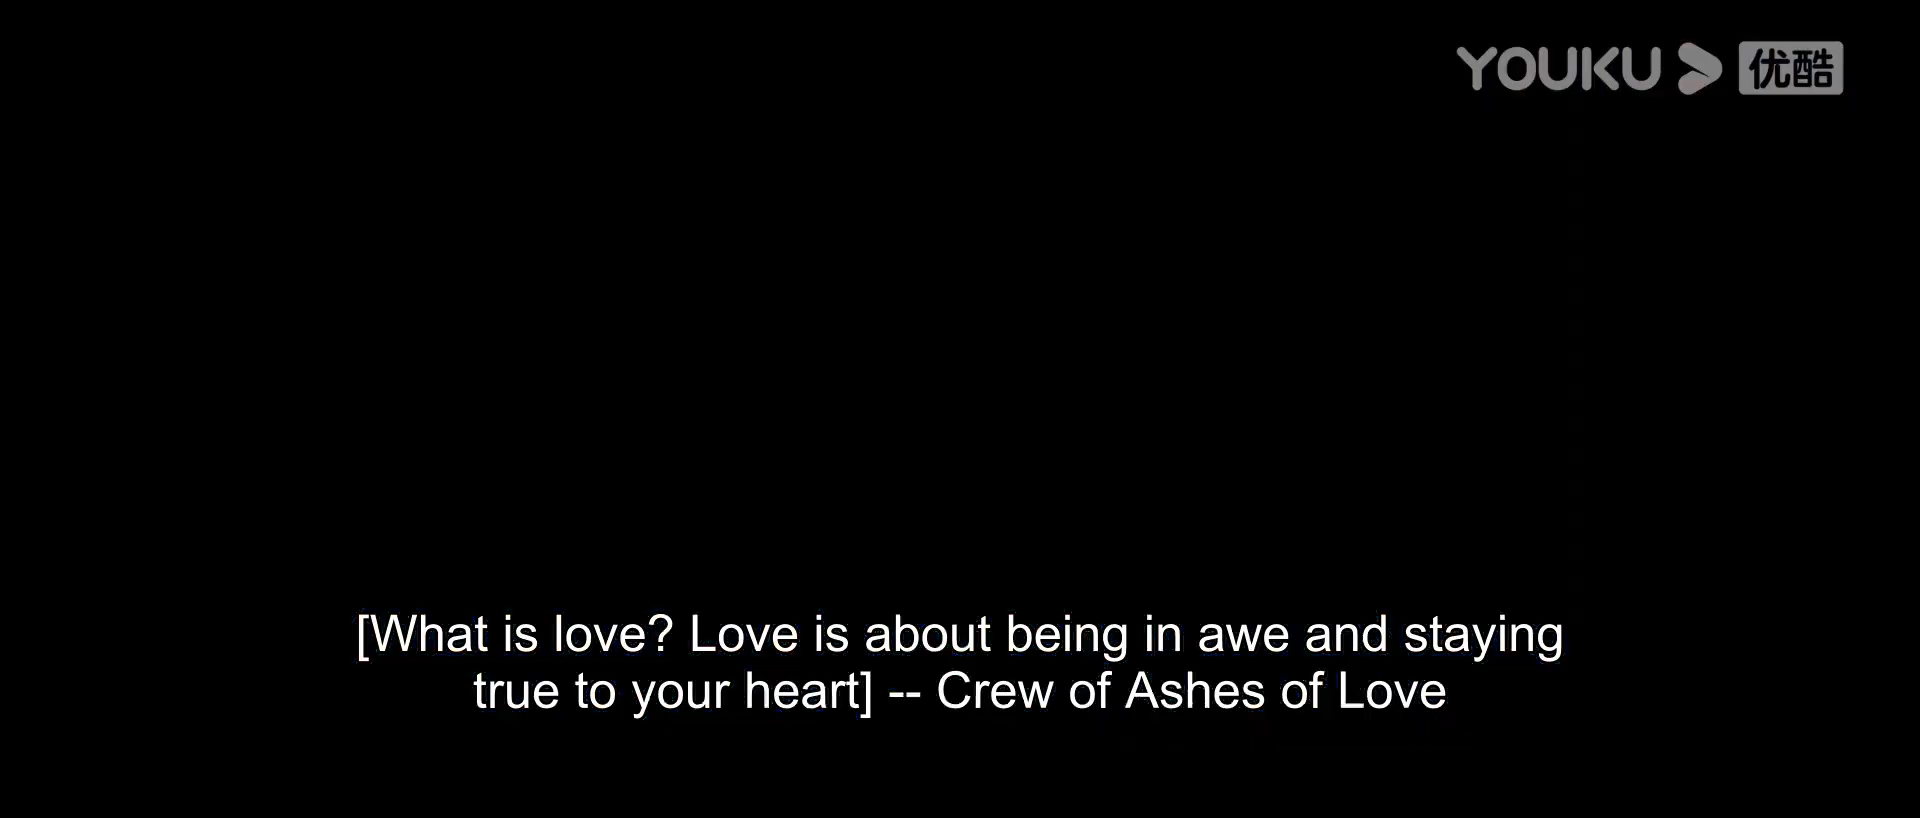 YOUKU 优酷
[What is love? Love is about being in awe and staying
true to your heart] -- Crew of Ashes of Love